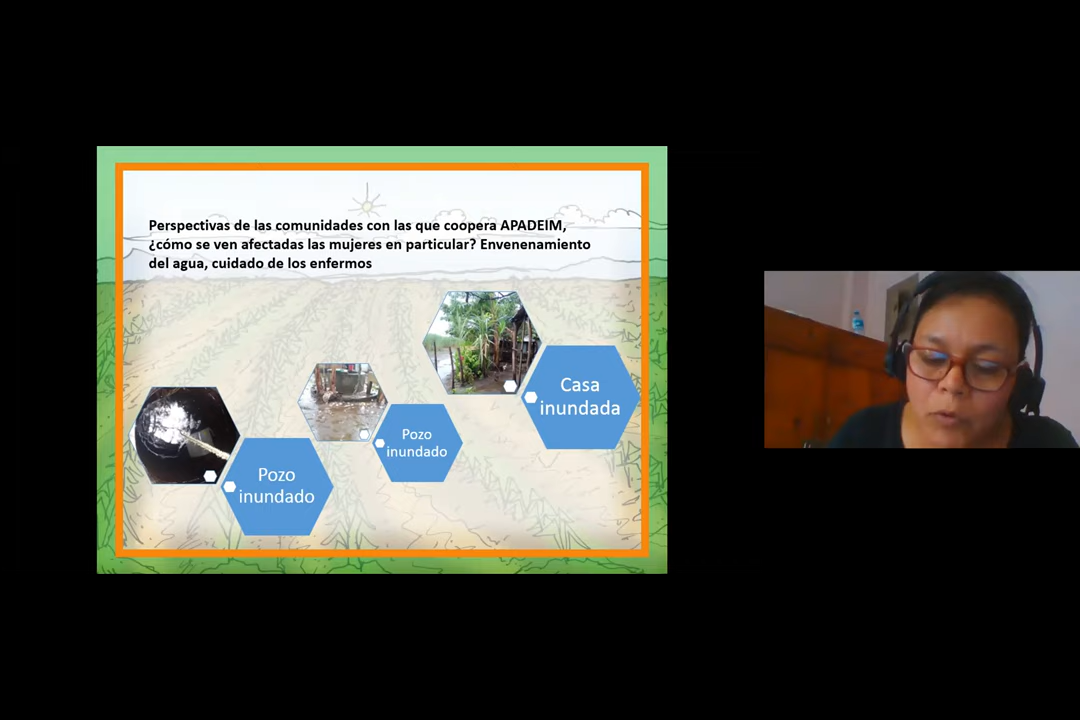 Perspectivas de las comunidades con las que coopera APADEIM,
¿cómo se ven afectadas las mujeres en particular? Envenenamiento
del agua, cuidado de los enfermos
Pozo
inundado
Pozo
inundado
Casa
inundada